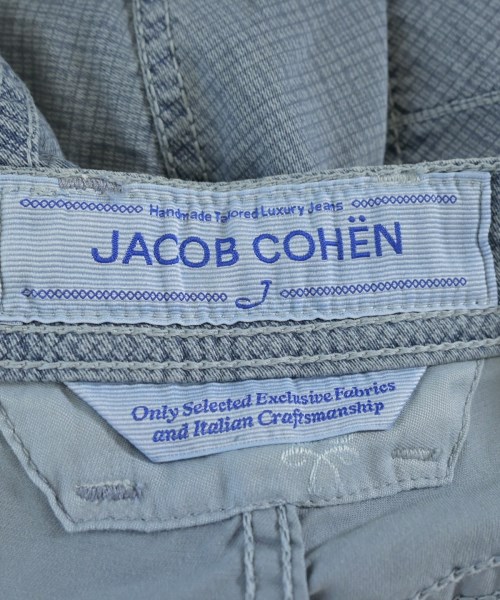 Handmade Tailored Luxury Jeans
JACOB COHËN
J
Only Selected Exclusive Fabrics
and Italian Craftsmanship